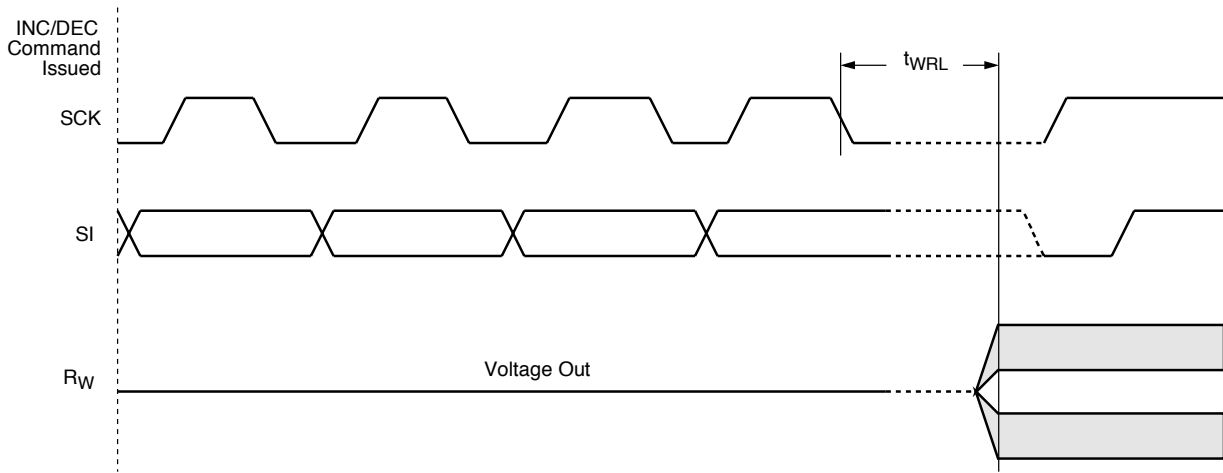 INC/DEC
Command
Issued
tWRL
SCK
SI
Voltage Out
RW